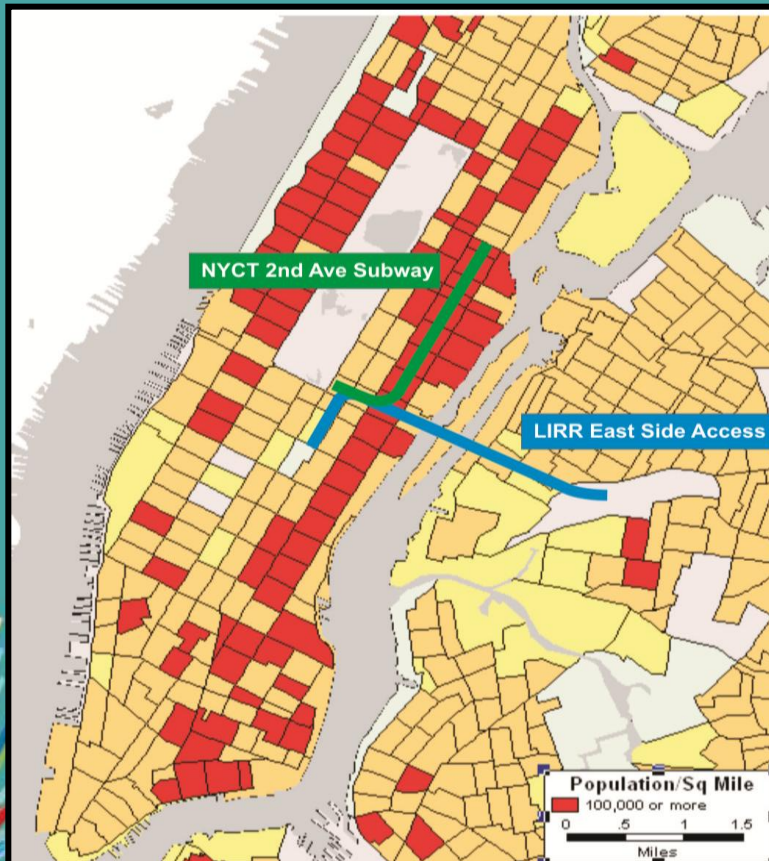 NYCT 2nd Ave Subway
LIRR East Side Access
Population/Sq Mile
100,000 or more
0 .5 1 1.5
Miles